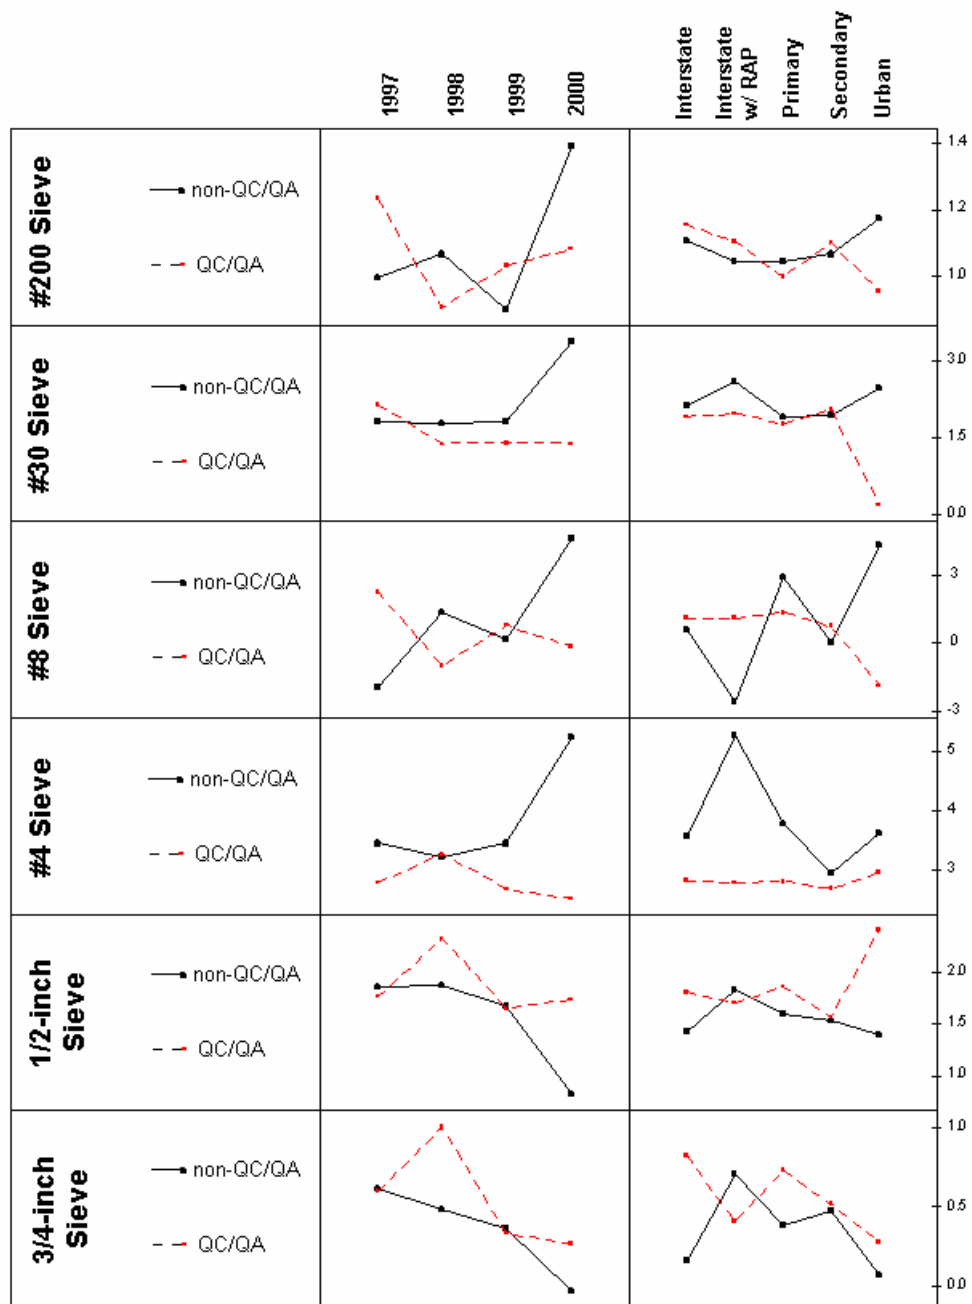 1997
1998
1999
2000
Interstate
Interstate
w/ RAP
Primary
Secondary
Urban
#200 Sieve
non-QC/QA
QC/QA
1.4
1.2
1.0
#30 Sieve
non-QC/QA
QC/QA
3.0
1.5
0.0
#8 Sieve
non-QC/QA
QC/QA
3
0
-3
#4 Sieve
non-QC/QA
QC/QA
5
4
3
1/2-inch
Sieve
non-QC/QA
QC/QA
2.0
1.5
1.0
3/4-inch
Sieve
non-QC/QA
QC/QA
1.0
0.5
0.0